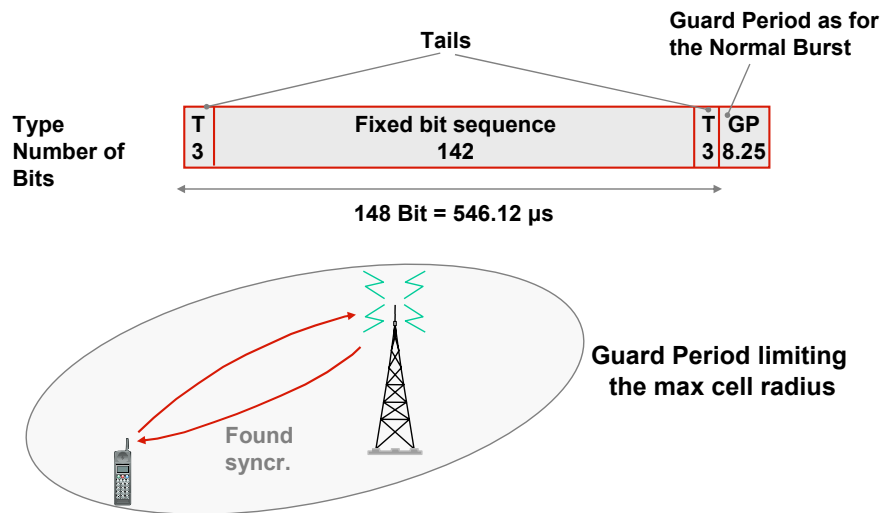 Guard Period as for
the Normal Burst
Tails
Type
Number of
Bits
T
3
Fixed bit sequence
142
T
3
GP
8.25
148 Bit = 546.12 µs
Guard Period limiting
the max cell radius
Found
syncr.